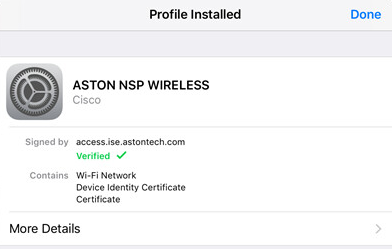 Profile Installed Done
ASTON NSP WIRELESS
Cisco
Signed by access.ise.astontech.com
Verified ✓
Contains Wi-Fi Network
Device Identity Certificate
Certificate
More Details